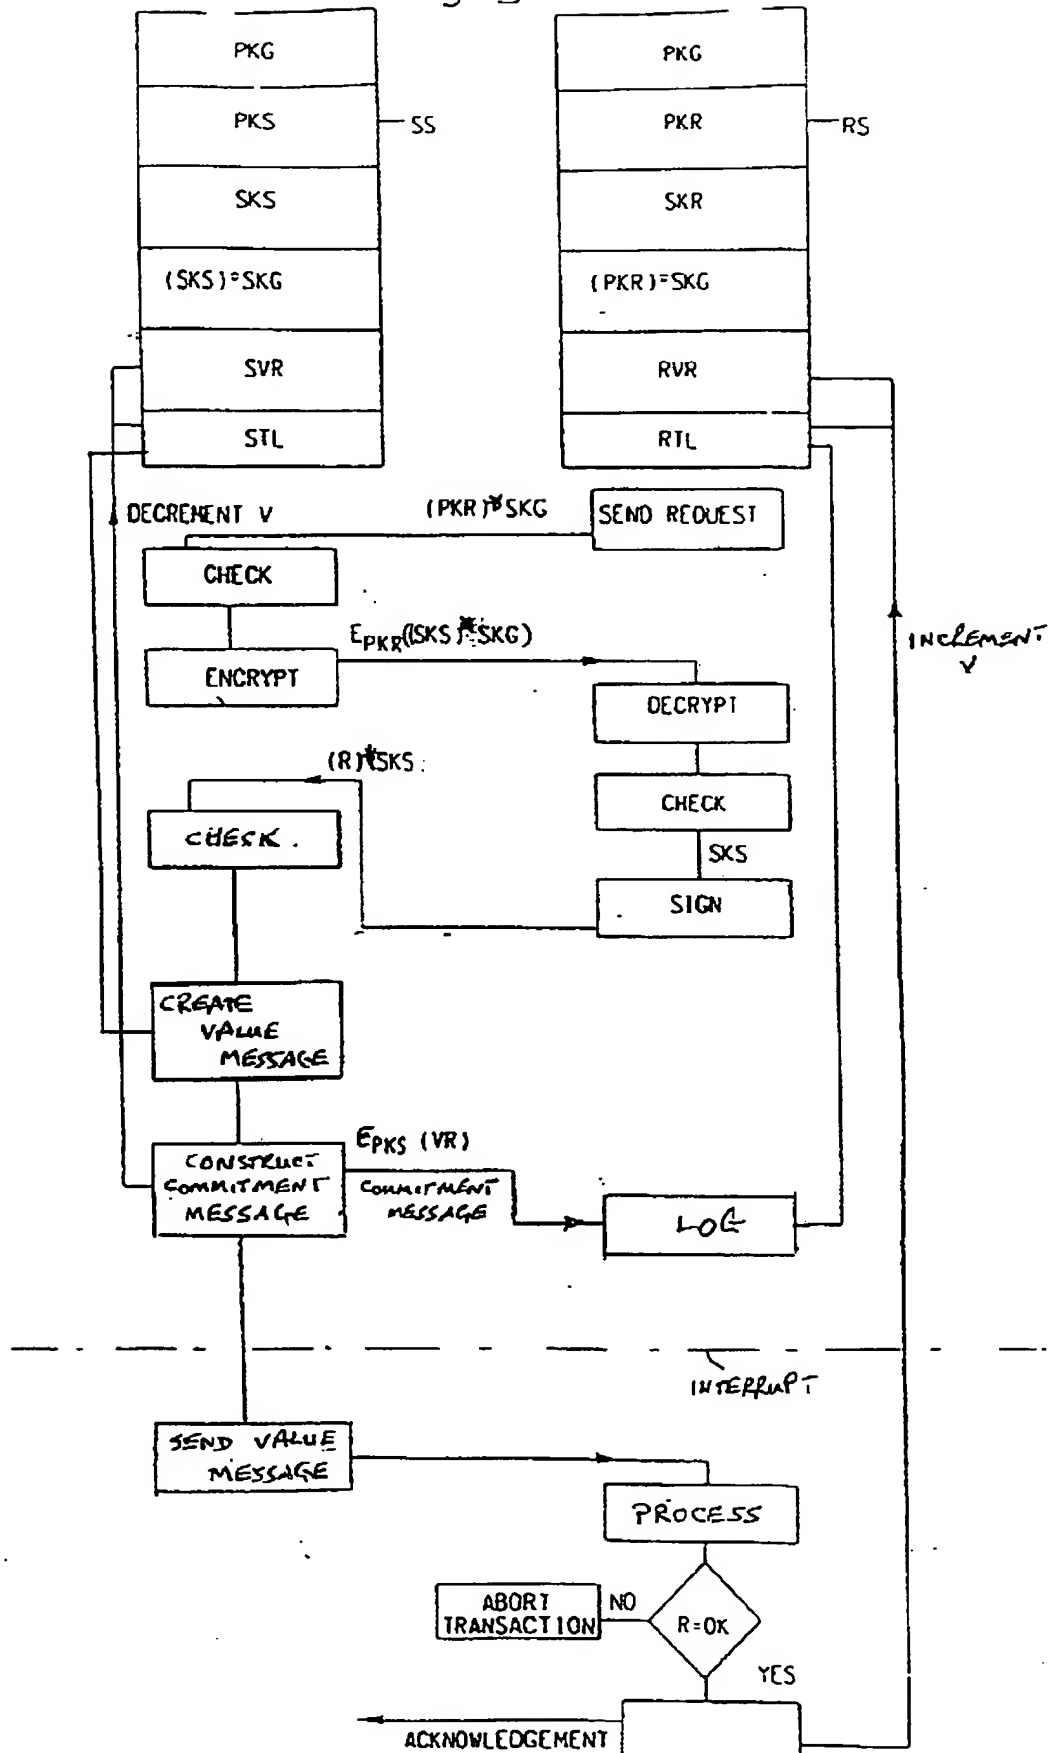 PKG
PKS
SS
SKS
(SKS)*SKG
SVR
STL
PKG
PKR
RS
SKR
(PKR)*SKG
RVR
RTL
DECREMENT V
(PKR)*SKG
SEND REQUEST
CHECK
EPKR((SKS)*SKG)
ENCRYPT
INCREMENT
V
DECRYPT
(R)*SKS
CHECK
CHECK.
SKS
SIGN
CREATE
VALUE
MESSAGE
EPKS (VR)
CONSTRUCT
COMMITMENT
MESSAGE
COMMITMENT
MESSAGE
LOG
INTERRUPT
SEND VALUE
MESSAGE
PROCESS
ABORT
TRANSACTION
NO
R=OK
YES
ACKNOWLEDGEMENT